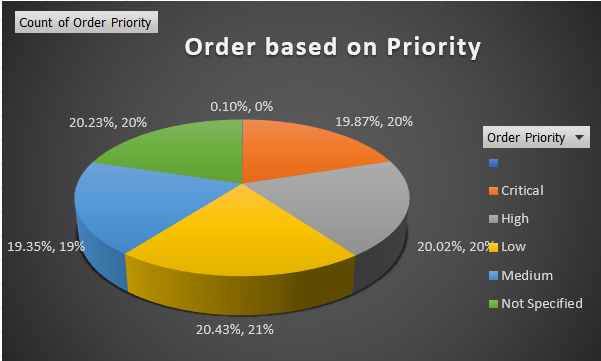 Count of Order Priority
Order based on Priority
0.10%, 0%
19.87%, 20%
20.23%, 20%
Order Priority
Critical
High
Low
Medium
Not Specified
19.35%, 19%
20.02%, 20%
20.43%, 21%